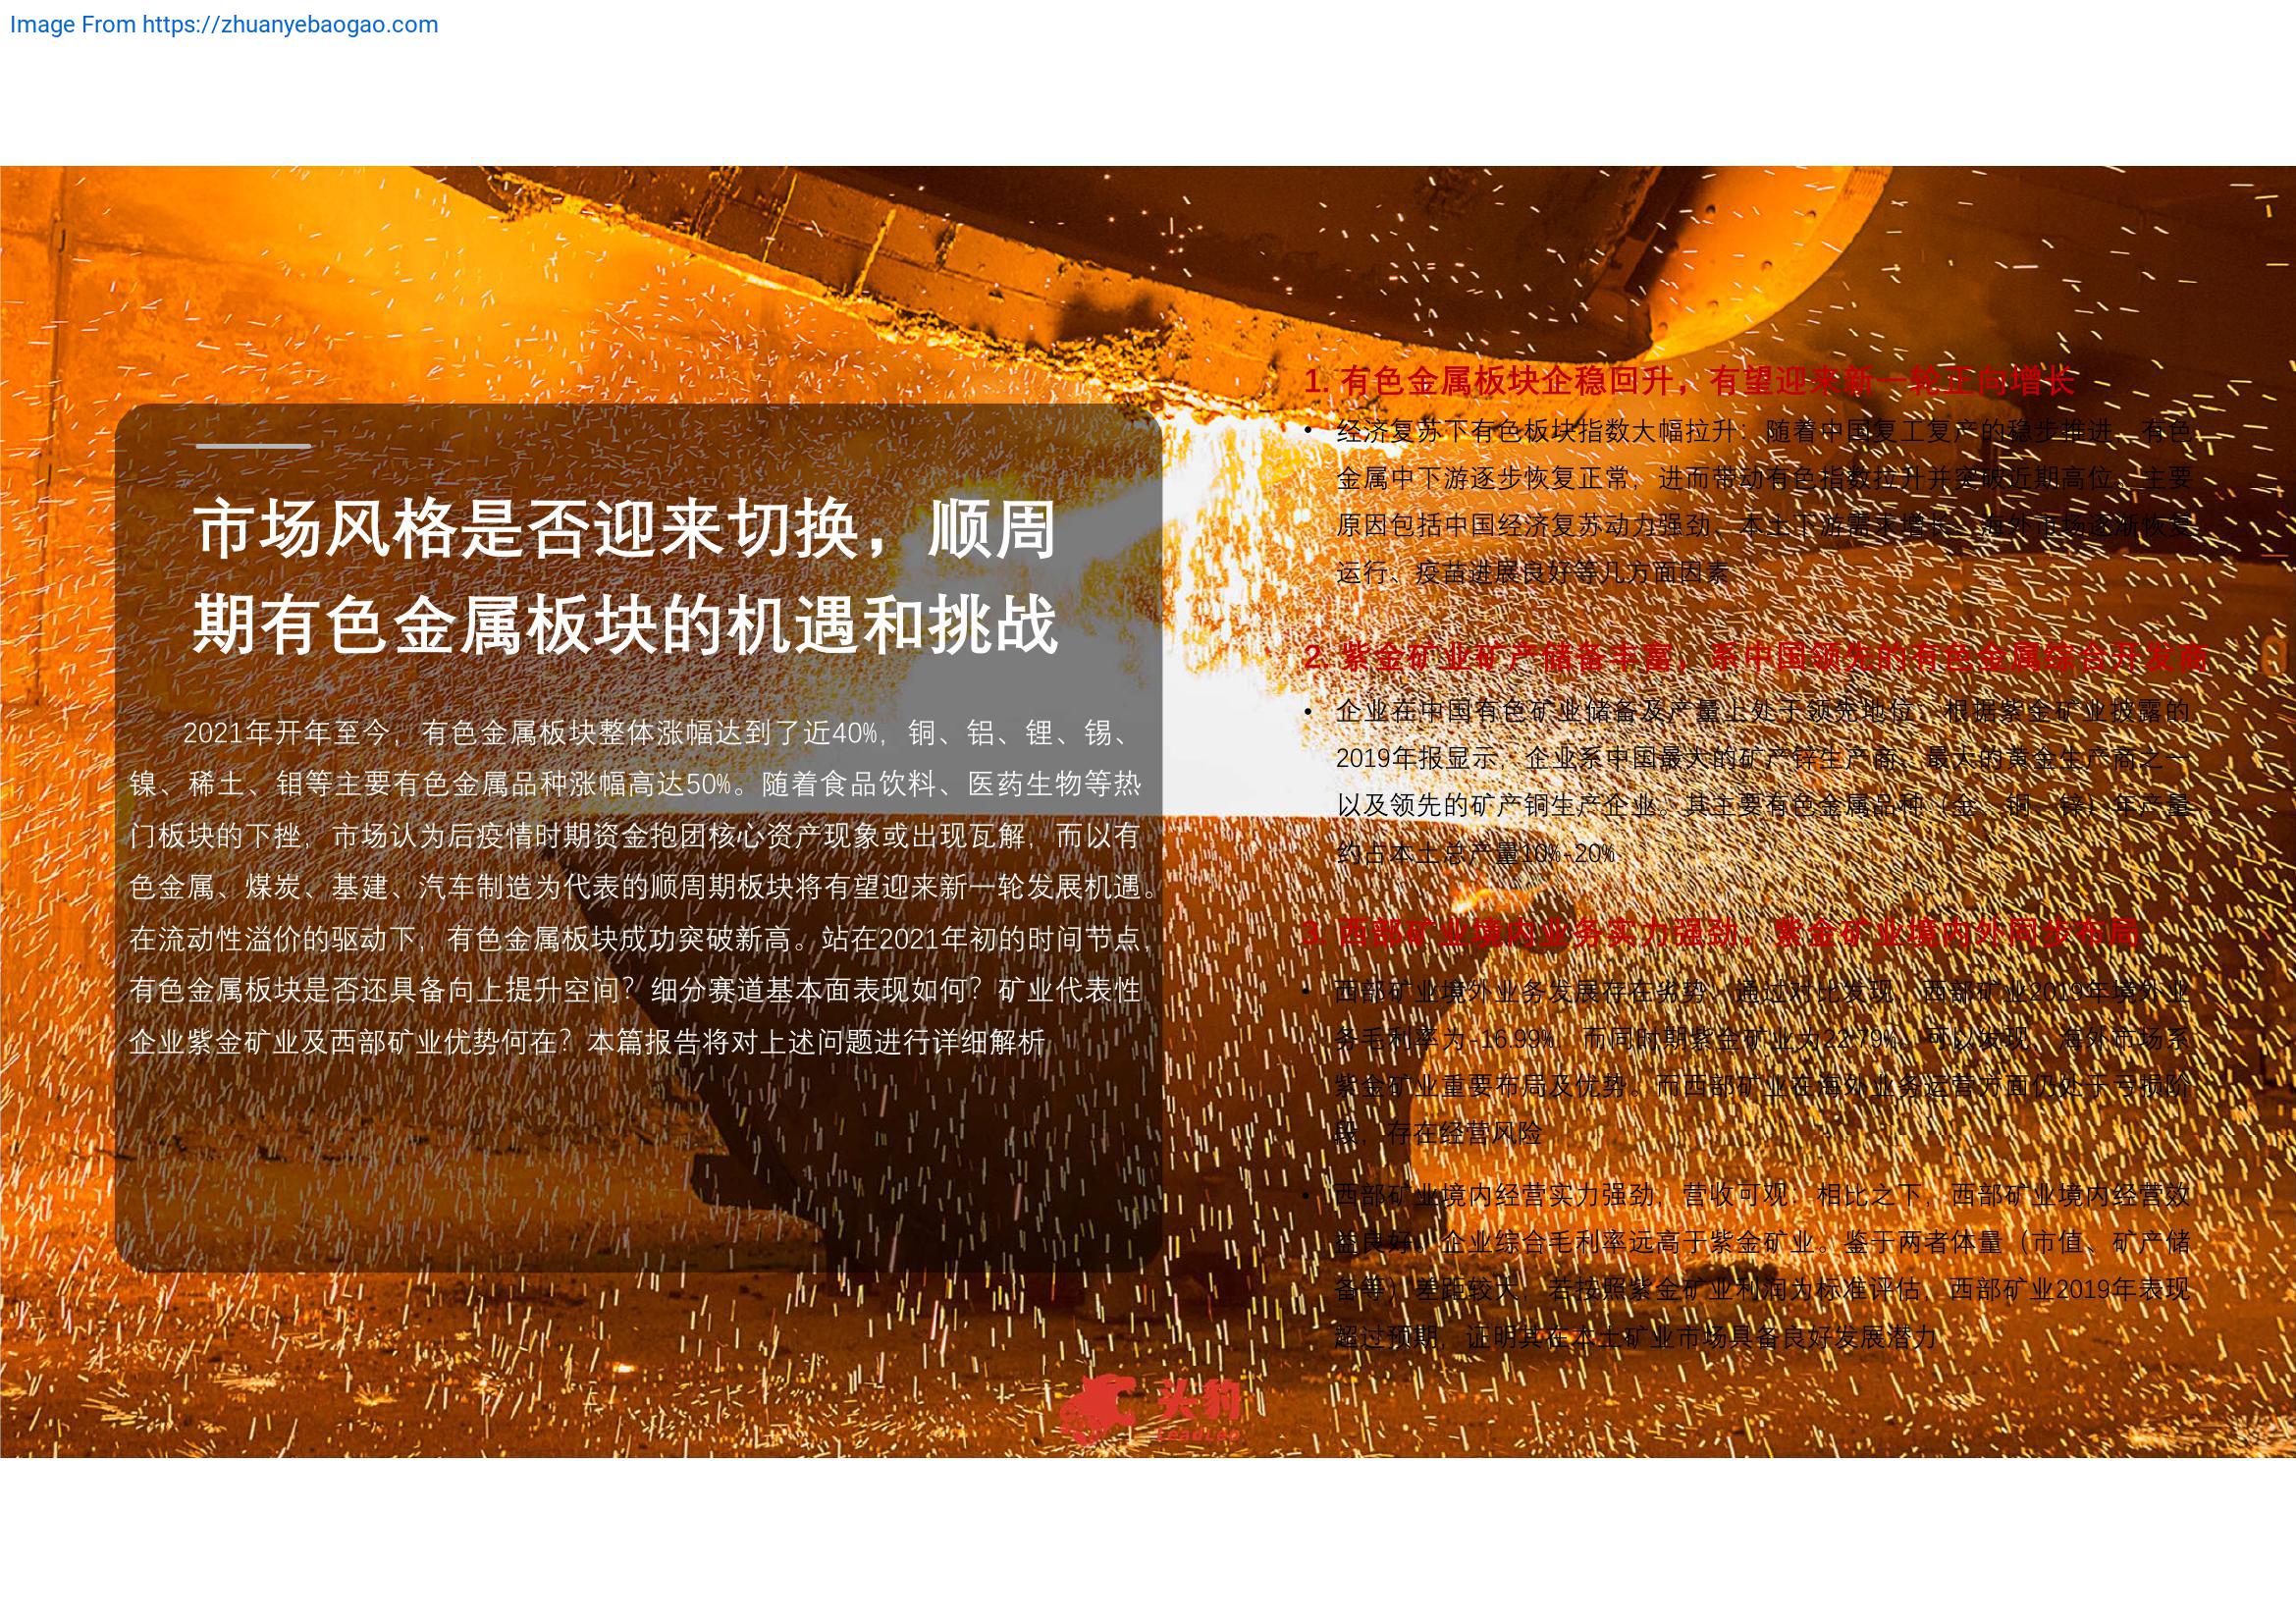 Image From https://zhuanyebaogao.com
市场风格是否迎来切换，顺周
期有色金属板块的机遇和挑战
2021年开年至今，有色金属板块整体涨幅达到了近40%，铜、铝、锂、锡、
镍、稀土、钼等主要有色金属品种涨幅高达50%。随着食品饮料、医药生物等热
门板块的下挫，市场认为后疫情时期资金抱团核心资产现象或出现瓦解，而以有
色金属、煤炭、基建、汽车制造为代表的顺周期板块将有望迎来新一轮发展机遇。
在流动性溢价的驱动下，有色金属板块成功突破新高。站在2021年初的时间节点，
有色金属板块是否还具备向上提升空间？细分赛道基本面表现如何？矿业代表性
企业紫金矿业及西部矿业优势何在？本篇报告将对上述问题进行详细解析
1. 有色金属板块企稳回升，有望迎来新一轮正向增长
• 经济复苏下有色板块指数大幅拉升：随着中国复工复产的稳步推进，有色
金属中下游逐步恢复正常，进而带动有色指数拉升并突破近期高位。主要
原因包括中国经济复苏动力强劲、本土下游需求增长、海外市场逐渐恢复
运行、疫苗进展良好等几方面因素
2. 紫金矿业矿产储备丰富，系中国领先的有色金属综合开发商
• 企业在中国有色矿业储备及产量上处于领先地位：根据紫金矿业披露的
2019年报显示，企业系中国最大的矿产锌生产商、最大的黄金生产商之一
以及领先的矿产铜生产企业。其主要有色金属品种（金、铜、锌）年产量
约占本土总产量10%-20%
3. 西部矿业境内业务实力强劲，紫金矿业境内外同步布局
• 西部矿业境外业务发展存在劣势：通过对比发现，西部矿业2019年境外业
务毛利率为-16.99%，而同时期紫金矿业为22.79%。可以发现，海外市场系
紫金矿业重要布局及优势。而西部矿业在海外业务运营方面仍处于亏损阶
段，存在经营风险
• 西部矿业境内经营实力强劲，营收可观：相比之下，西部矿业境内经营效
益良好。企业综合毛利率远高于紫金矿业。鉴于两者体量（市值、矿产储
备等）差距较大，若按照紫金矿业利润为标准评估，西部矿业2019年表现
超过预期，证明其在本土矿业市场具备良好发展潜力
头豹
LeadLeo